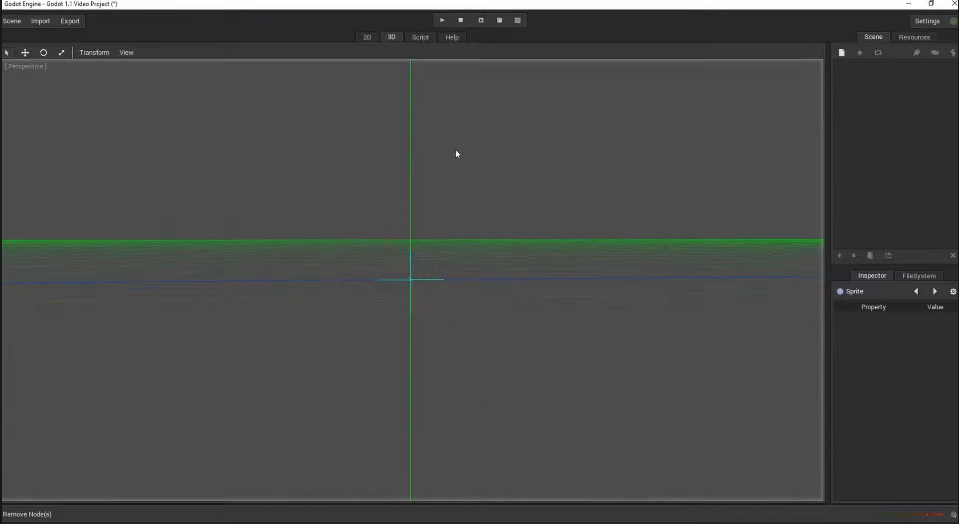 Godot Engine - Godot 1.1 Video Project (*)
Scene Import Export Settings
2D 3D Script Help Scene Resources
Transform View
[ Perspective ]
Inspector FileSystem
Sprite
Property Value
Remove Node(s)